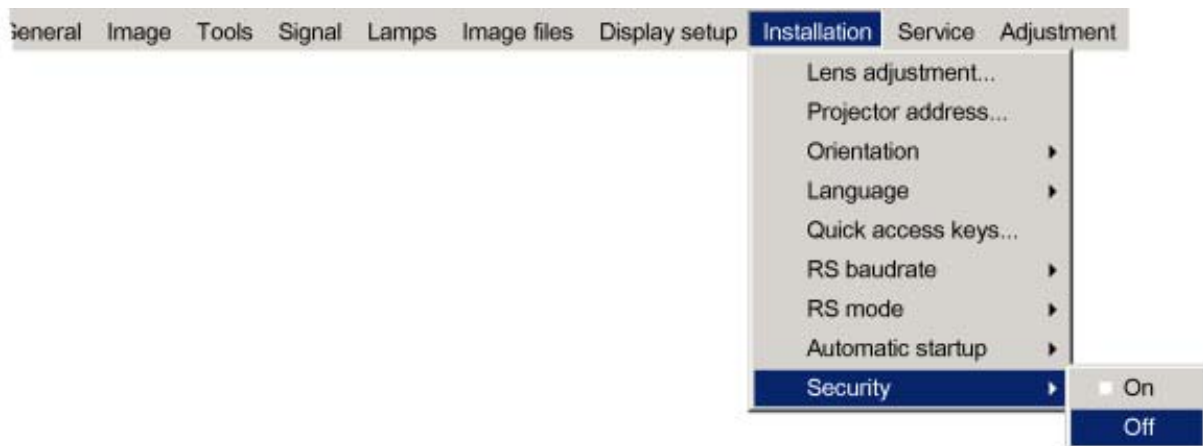 General Image Tools Signal Lamps Image files Display setup Installation Service Adjustment
Lens adjustment...
Projector address...
Orientation
Language
Quick access keys...
RS baudrate
RS mode
Automatic startup
Security
On
Off